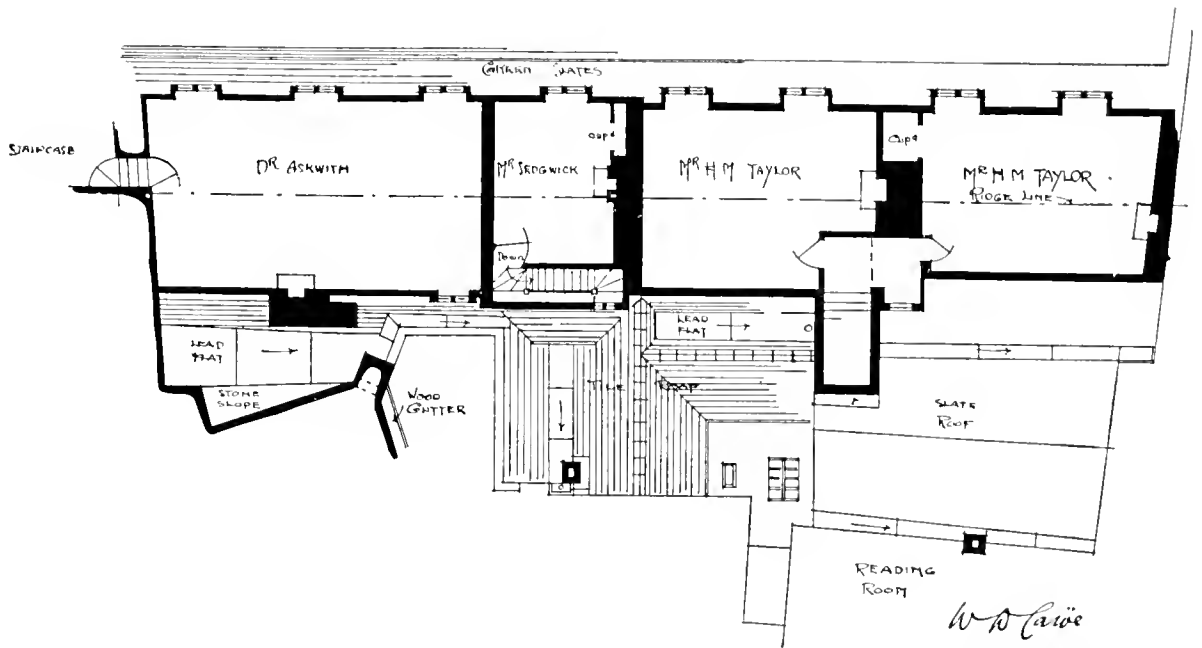 STAIRCASE
DR ASKWITH
MR SEDGWICK
CUPD
MR H M TAYLOR
CUPD
MR H M TAYLOR.
RIDGE LINE
DOWN
LEAD
FLAT
STONE
SLOPE
WOOD
GUTTER
LEAD
FLAT
TILE ROOF
SLATE
ROOF
READING
ROOM
W D Caröe